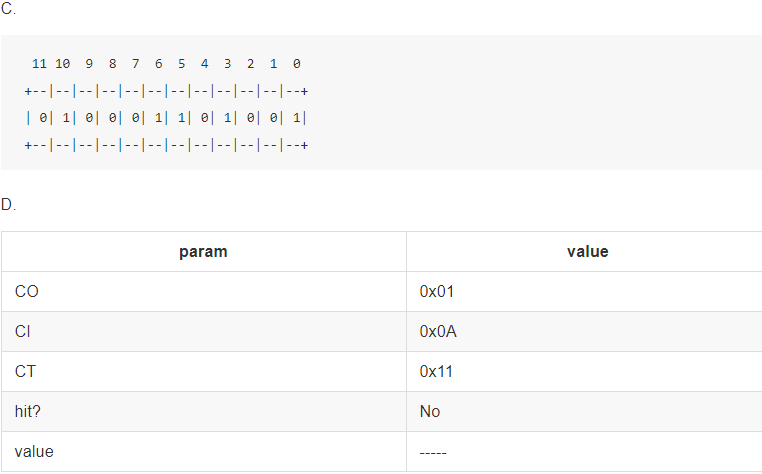 C.
11 10 9 8 7 6 5 4 3 2 1 0
+--|--|--|--|--|--|--|--|--|--|--|--+
| 0| 1| 0| 0| 0| 1| 1| 0| 1| 0| 0| 1|
+--|--|--|--|--|--|--|--|--|--|--|--+
D.
param value
CO 0x01
CI 0x0A
CT 0x11
hit? No
value -----